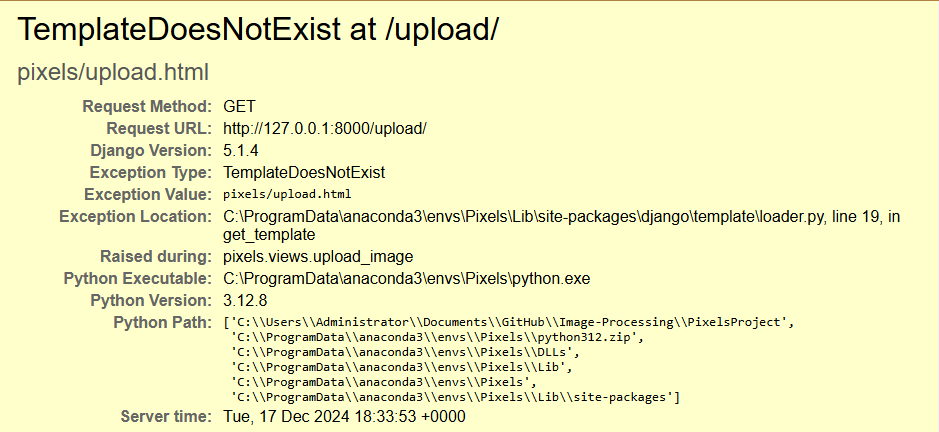 TemplateDoesNotExist at /upload/
pixels/upload.html
Request Method: GET
Request URL: http://127.0.0.1:8000/upload/
Django Version: 5.1.4
Exception Type: TemplateDoesNotExist
Exception Value: pixels/upload.html
Exception Location: C:\ProgramData\anaconda3\envs\Pixels\Lib\site-packages\django\template\loader.py, line 19, in
get_template
Raised during: pixels.views.upload_image
Python Executable: C:\ProgramData\anaconda3\envs\Pixels\python.exe
Python Version: 3.12.8
Python Path: ['C:\\Users\\Administrator\\Documents\\GitHub\\Image-Processing\\PixelsProject',
'C:\\ProgramData\\anaconda3\\envs\\Pixels\\python312.zip',
'C:\\ProgramData\\anaconda3\\envs\\Pixels\\DLLs',
'C:\\ProgramData\\anaconda3\\envs\\Pixels\\Lib',
'C:\\ProgramData\\anaconda3\\envs\\Pixels',
'C:\\ProgramData\\anaconda3\\envs\\Pixels\\Lib\\site-packages']
Server time: Tue, 17 Dec 2024 18:33:53 +0000